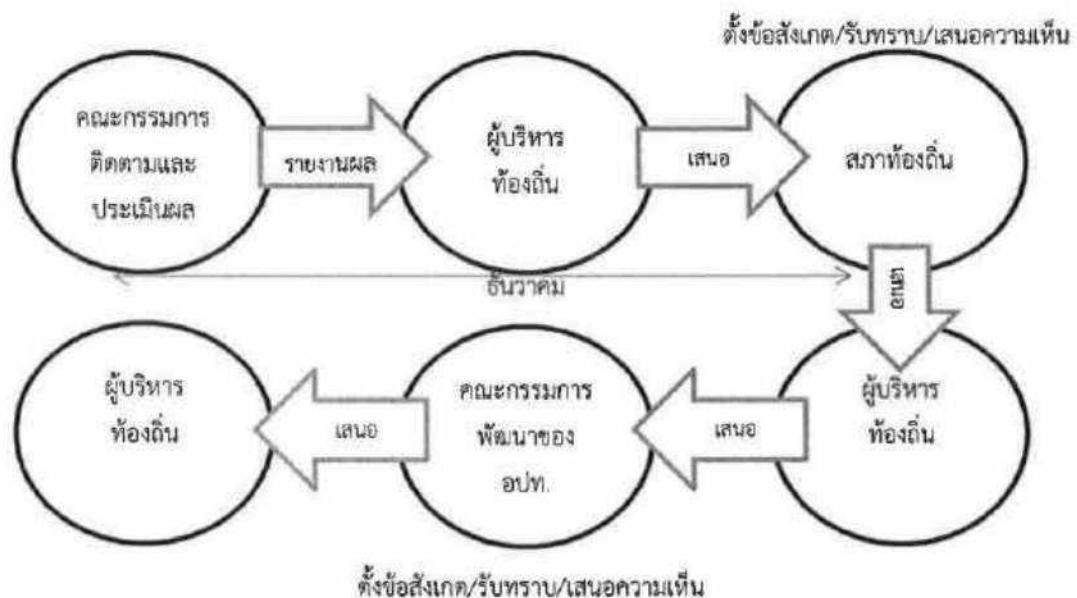 ตั้งข้อสังเกต/รับทราบ/เสนอความเห็น
คณะกรรมการ
ติดตามและ
ประเมินผล
รายงานผล
ผู้บริหาร
ท้องถิ่น
เสนอ
สภาท้องถิ่น
ธันวาคม
เสนอ
ผู้บริหาร
ท้องถิ่น
เสนอ
คณะกรรมการ
พัฒนาของ
อปท.
เสนอ
ผู้บริหาร
ท้องถิ่น
ตั้งข้อสังเกต/รับทราบ/เสนอความเห็น